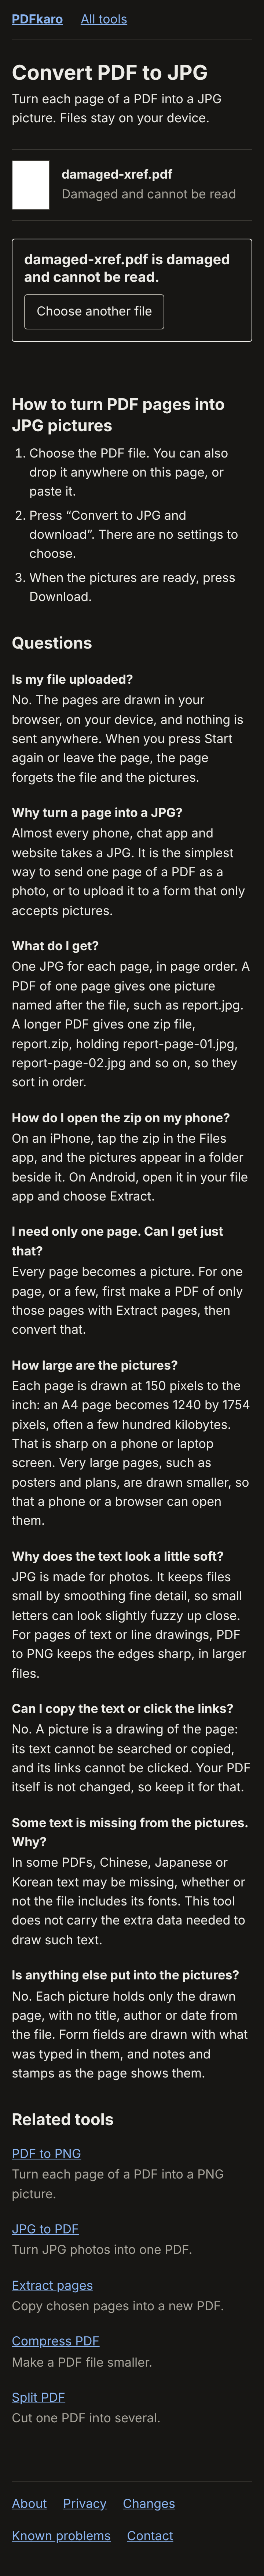 PDFkaro All tools
Convert PDF to JPG
Turn each page of a PDF into a JPG
picture. Files stay on your device.
damaged-xref.pdf
Damaged and cannot be read
damaged-xref.pdf is damaged
and cannot be read.
Choose another file
How to turn PDF pages into
JPG pictures
1. Choose the PDF file. You can also
drop it anywhere on this page, or
paste it.
2. Press “Convert to JPG and
download”. There are no settings to
choose.
3. When the pictures are ready, press
Download.
Questions
Is my file uploaded?
No. The pages are drawn in your
browser, on your device, and nothing is
sent anywhere. When you press Start
again or leave the page, the page
forgets the file and the pictures.
Why turn a page into a JPG?
Almost every phone, chat app and
website takes a JPG. It is the simplest
way to send one page of a PDF as a
photo, or to upload it to a form that only
accepts pictures.
What do I get?
One JPG for each page, in page order. A
PDF of one page gives one picture
named after the file, such as report.jpg.
A longer PDF gives one zip file,
report.zip, holding report-page-01.jpg,
report-page-02.jpg and so on, so they
sort in order.
How do I open the zip on my phone?
On an iPhone, tap the zip in the Files
app, and the pictures appear in a folder
beside it. On Android, open it in your file
app and choose Extract.
I need only one page. Can I get just
that?
Every page becomes a picture. For one
page, or a few, first make a PDF of only
those pages with Extract pages, then
convert that.
How large are the pictures?
Each page is drawn at 150 pixels to the
inch: an A4 page becomes 1240 by 1754
pixels, often a few hundred kilobytes.
That is sharp on a phone or laptop
screen. Very large pages, such as
posters and plans, are drawn smaller, so
that a phone or a browser can open
them.
Why does the text look a little soft?
JPG is made for photos. It keeps files
small by smoothing fine detail, so small
letters can look slightly fuzzy up close.
For pages of text or line drawings, PDF
to PNG keeps the edges sharp, in larger
files.
Can I copy the text or click the links?
No. A picture is a drawing of the page:
its text cannot be searched or copied,
and its links cannot be clicked. Your PDF
itself is not changed, so keep it for that.
Some text is missing from the pictures.
Why?
In some PDFs, Chinese, Japanese or
Korean text may be missing, whether or
not the file includes its fonts. This tool
does not carry the extra data needed to
draw such text.
Is anything else put into the pictures?
No. Each picture holds only the drawn
page, with no title, author or date from
the file. Form fields are drawn with what
was typed in them, and notes and
stamps as the page shows them.
Related tools
PDF to PNG
Turn each page of a PDF into a PNG
picture.
JPG to PDF
Turn JPG photos into one PDF.
Extract pages
Copy chosen pages into a new PDF.
Compress PDF
Make a PDF file smaller.
Split PDF
Cut one PDF into several.
About Privacy Changes
Known problems Contact